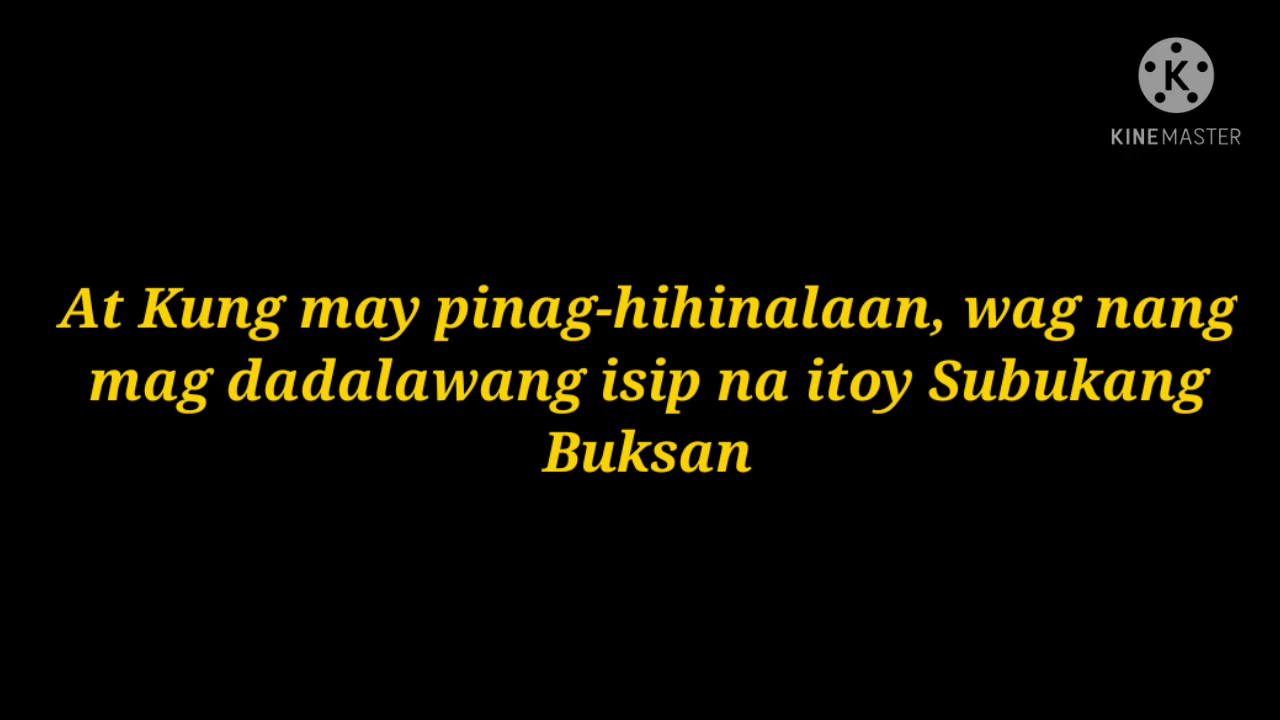 K
KINEMASTER
At Kung may pinag-hihinalaan, wag nang
mag dadalawang isip na itoy Subukang
Buksan